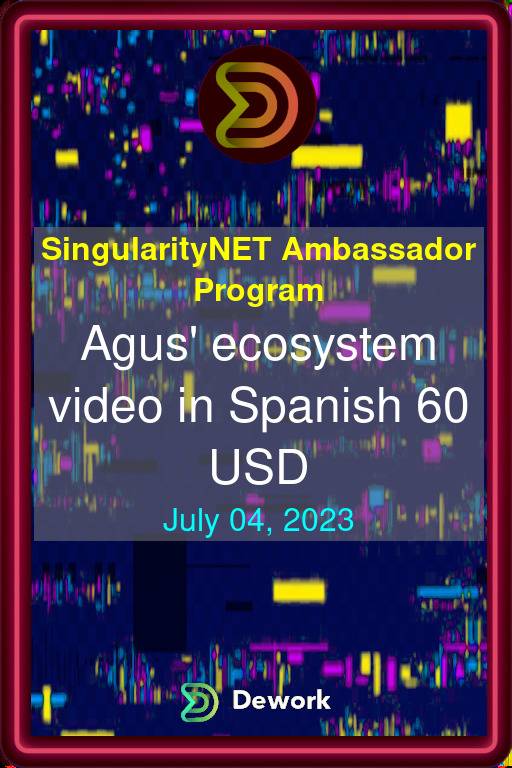 SingularityNET Ambassador
Program
Agus' ecosystem
video in Spanish 60
USD
July 04, 2023
Dework